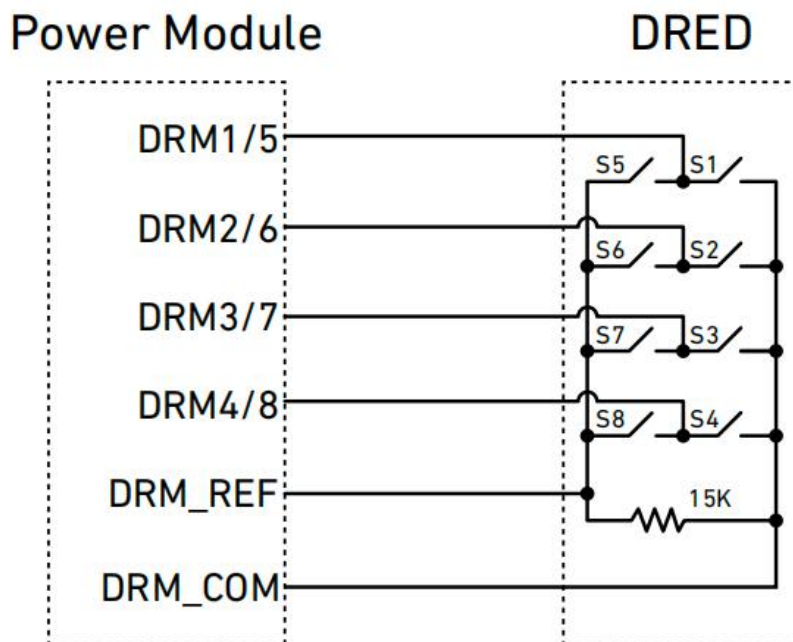 Power Module DRED
DRM1/5
S5 S1
DRM2/6
S6 S2
DRM3/7
S7 S3
DRM4/8
S8 S4
DRM_REF
15K
DRM_COM